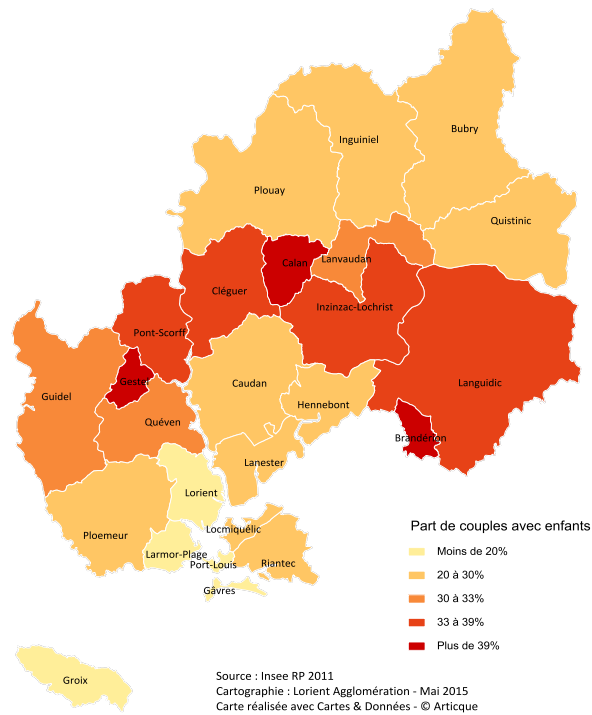 Bubry
Inguiniel
Plouay
Quistinic
Calan
Lanvaudan
Cléguer
Inzinzac-Lochrist
Pont-Scorff
Gestel
Caudan
Languidic
Guidel
Hennebont
Quéven
Brandérion
Lanester
Lorient
Locmiquélic
Ploemeur
Larmor-Plage
Port-Louis
Riantec
Gâvres
Groix
Part de couples avec enfants
Moins de 20%
20 à 30%
30 à 33%
33 à 39%
Plus de 39%
Source : Insee RP 2011
Cartographie : Lorient Agglomération - Mai 2015
Carte réalisée avec Cartes & Données - © Articque